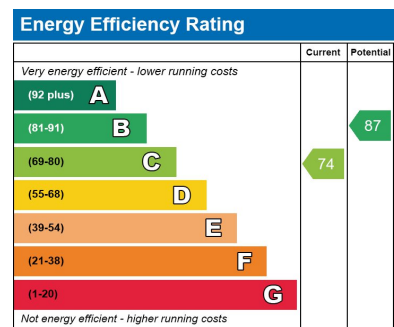 Energy Efficiency Rating
Current Potential
Very energy efficient - lower running costs
(92 plus) A
(81-91) B
87
(69-80) C
74
(55-68) D
(39-54) E
(21-38) F
(1-20) G
Not energy efficient - higher running costs